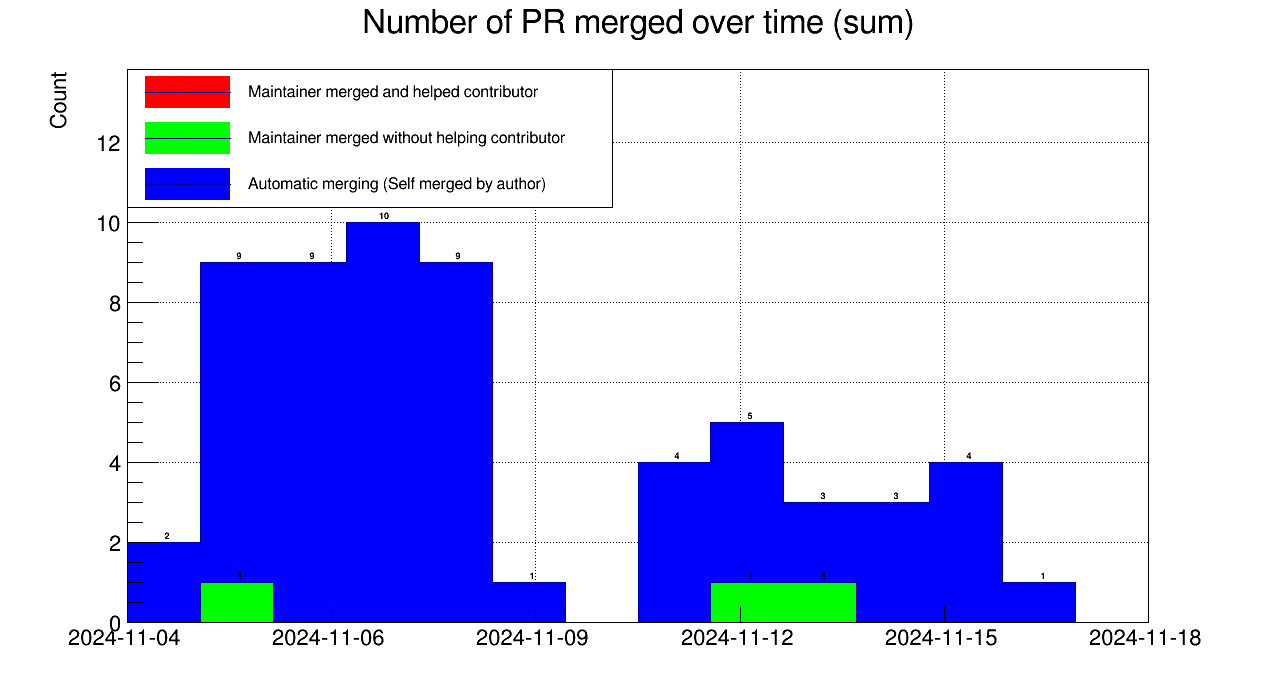 Number of PR merged over time (sum)
Count
Maintainer merged and helped contributor
Maintainer merged without helping contributor
Automatic merging (Self merged by author)
12
10
8
6
4
2
0
10
9 9 9
5
4 4
3 3
2
1 1 1 1 1
2024-11-04 2024-11-06 2024-11-09 2024-11-12 2024-11-15 2024-11-18